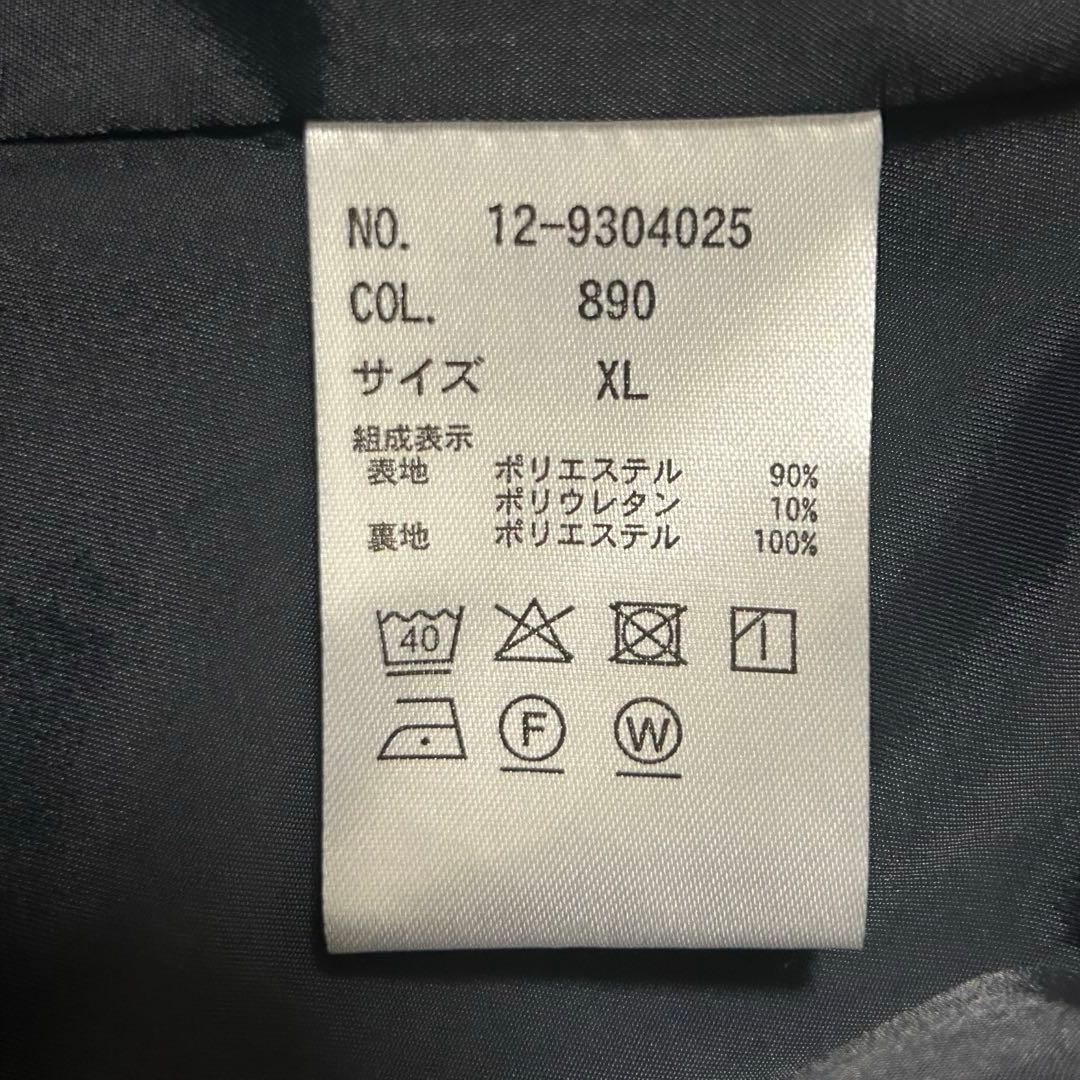 NO. 12-9304025
COL. 890
サイズ XL
組成表示
表地 ポリエステル 90%
ポリウレタン 10%
裏地 ポリエステル 100%
40
F W